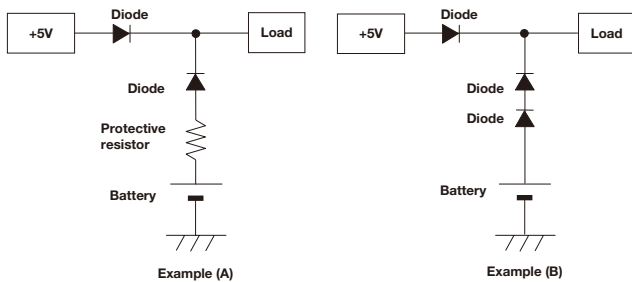 Diode
+5V
Load
Diode
Protective
resistor
Battery
Example (A)
Diode
+5V
Load
Diode
Diode
Battery
Example (B)